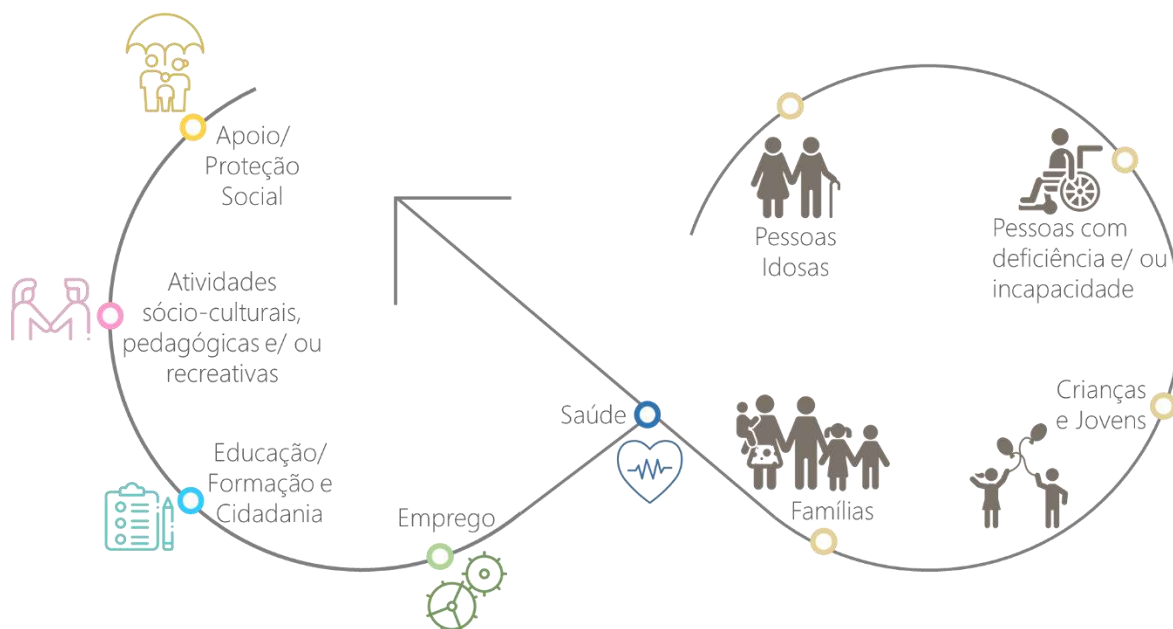 Apoio/
Proteção
Social
Atividades
sócio-culturais,
pedagógicas e/ ou
recreativas
Educação/
Formação e
Cidadania
Emprego
Saúde
Famílias
Crianças
e Jovens
Pessoas com
deficiência e/ ou
incapacidade
Pessoas
Idosas